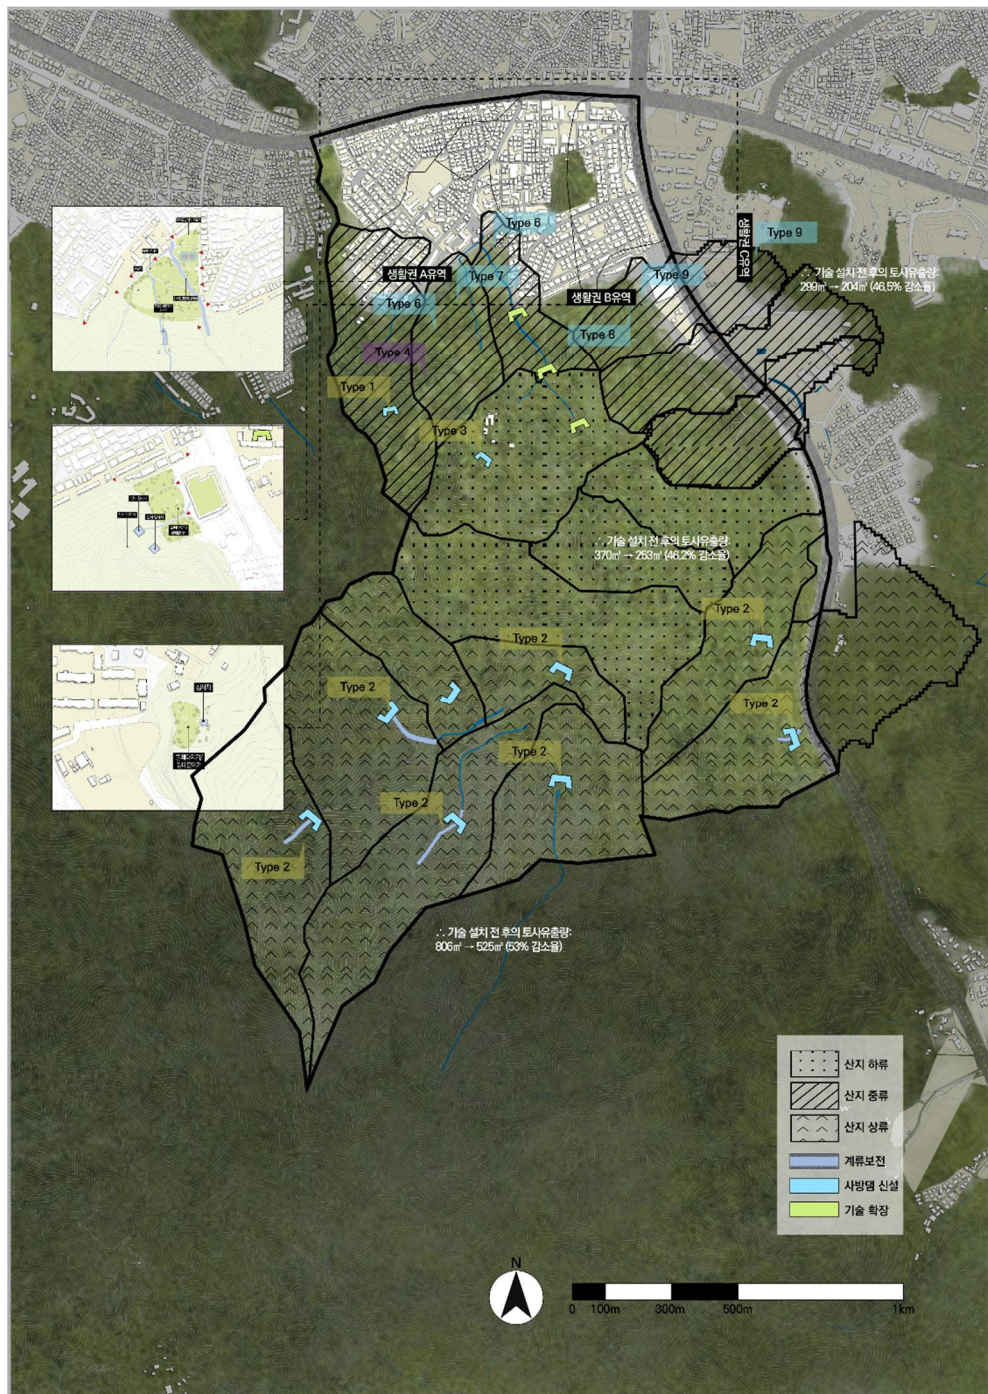 Type 6
생활권 C유역
Type 9
생활권 A유역
Type 7
Type 9
∴ 기술 설치 전 후의 토사유출량:
299㎥ → 204㎥ (46.5% 감소율)
Type 6
생활권 B유역
Type 8
Type 4
Type 1
Type 3
∴ 기술 설치 전 후의 토사유출량:
370㎥ → 253㎥ (46.2% 감소율)
Type 2
Type 2
Type 2
Type 2
Type 2
Type 2
Type 2
∴ 기술 설치 전 후의 토사유출량:
806㎥ → 525㎥ (53% 감소율)
산지 하류
산지 중류
산지 상류
계류보전
사방댐 신설
기술 확장
N
0 100m 300m 500m 1km